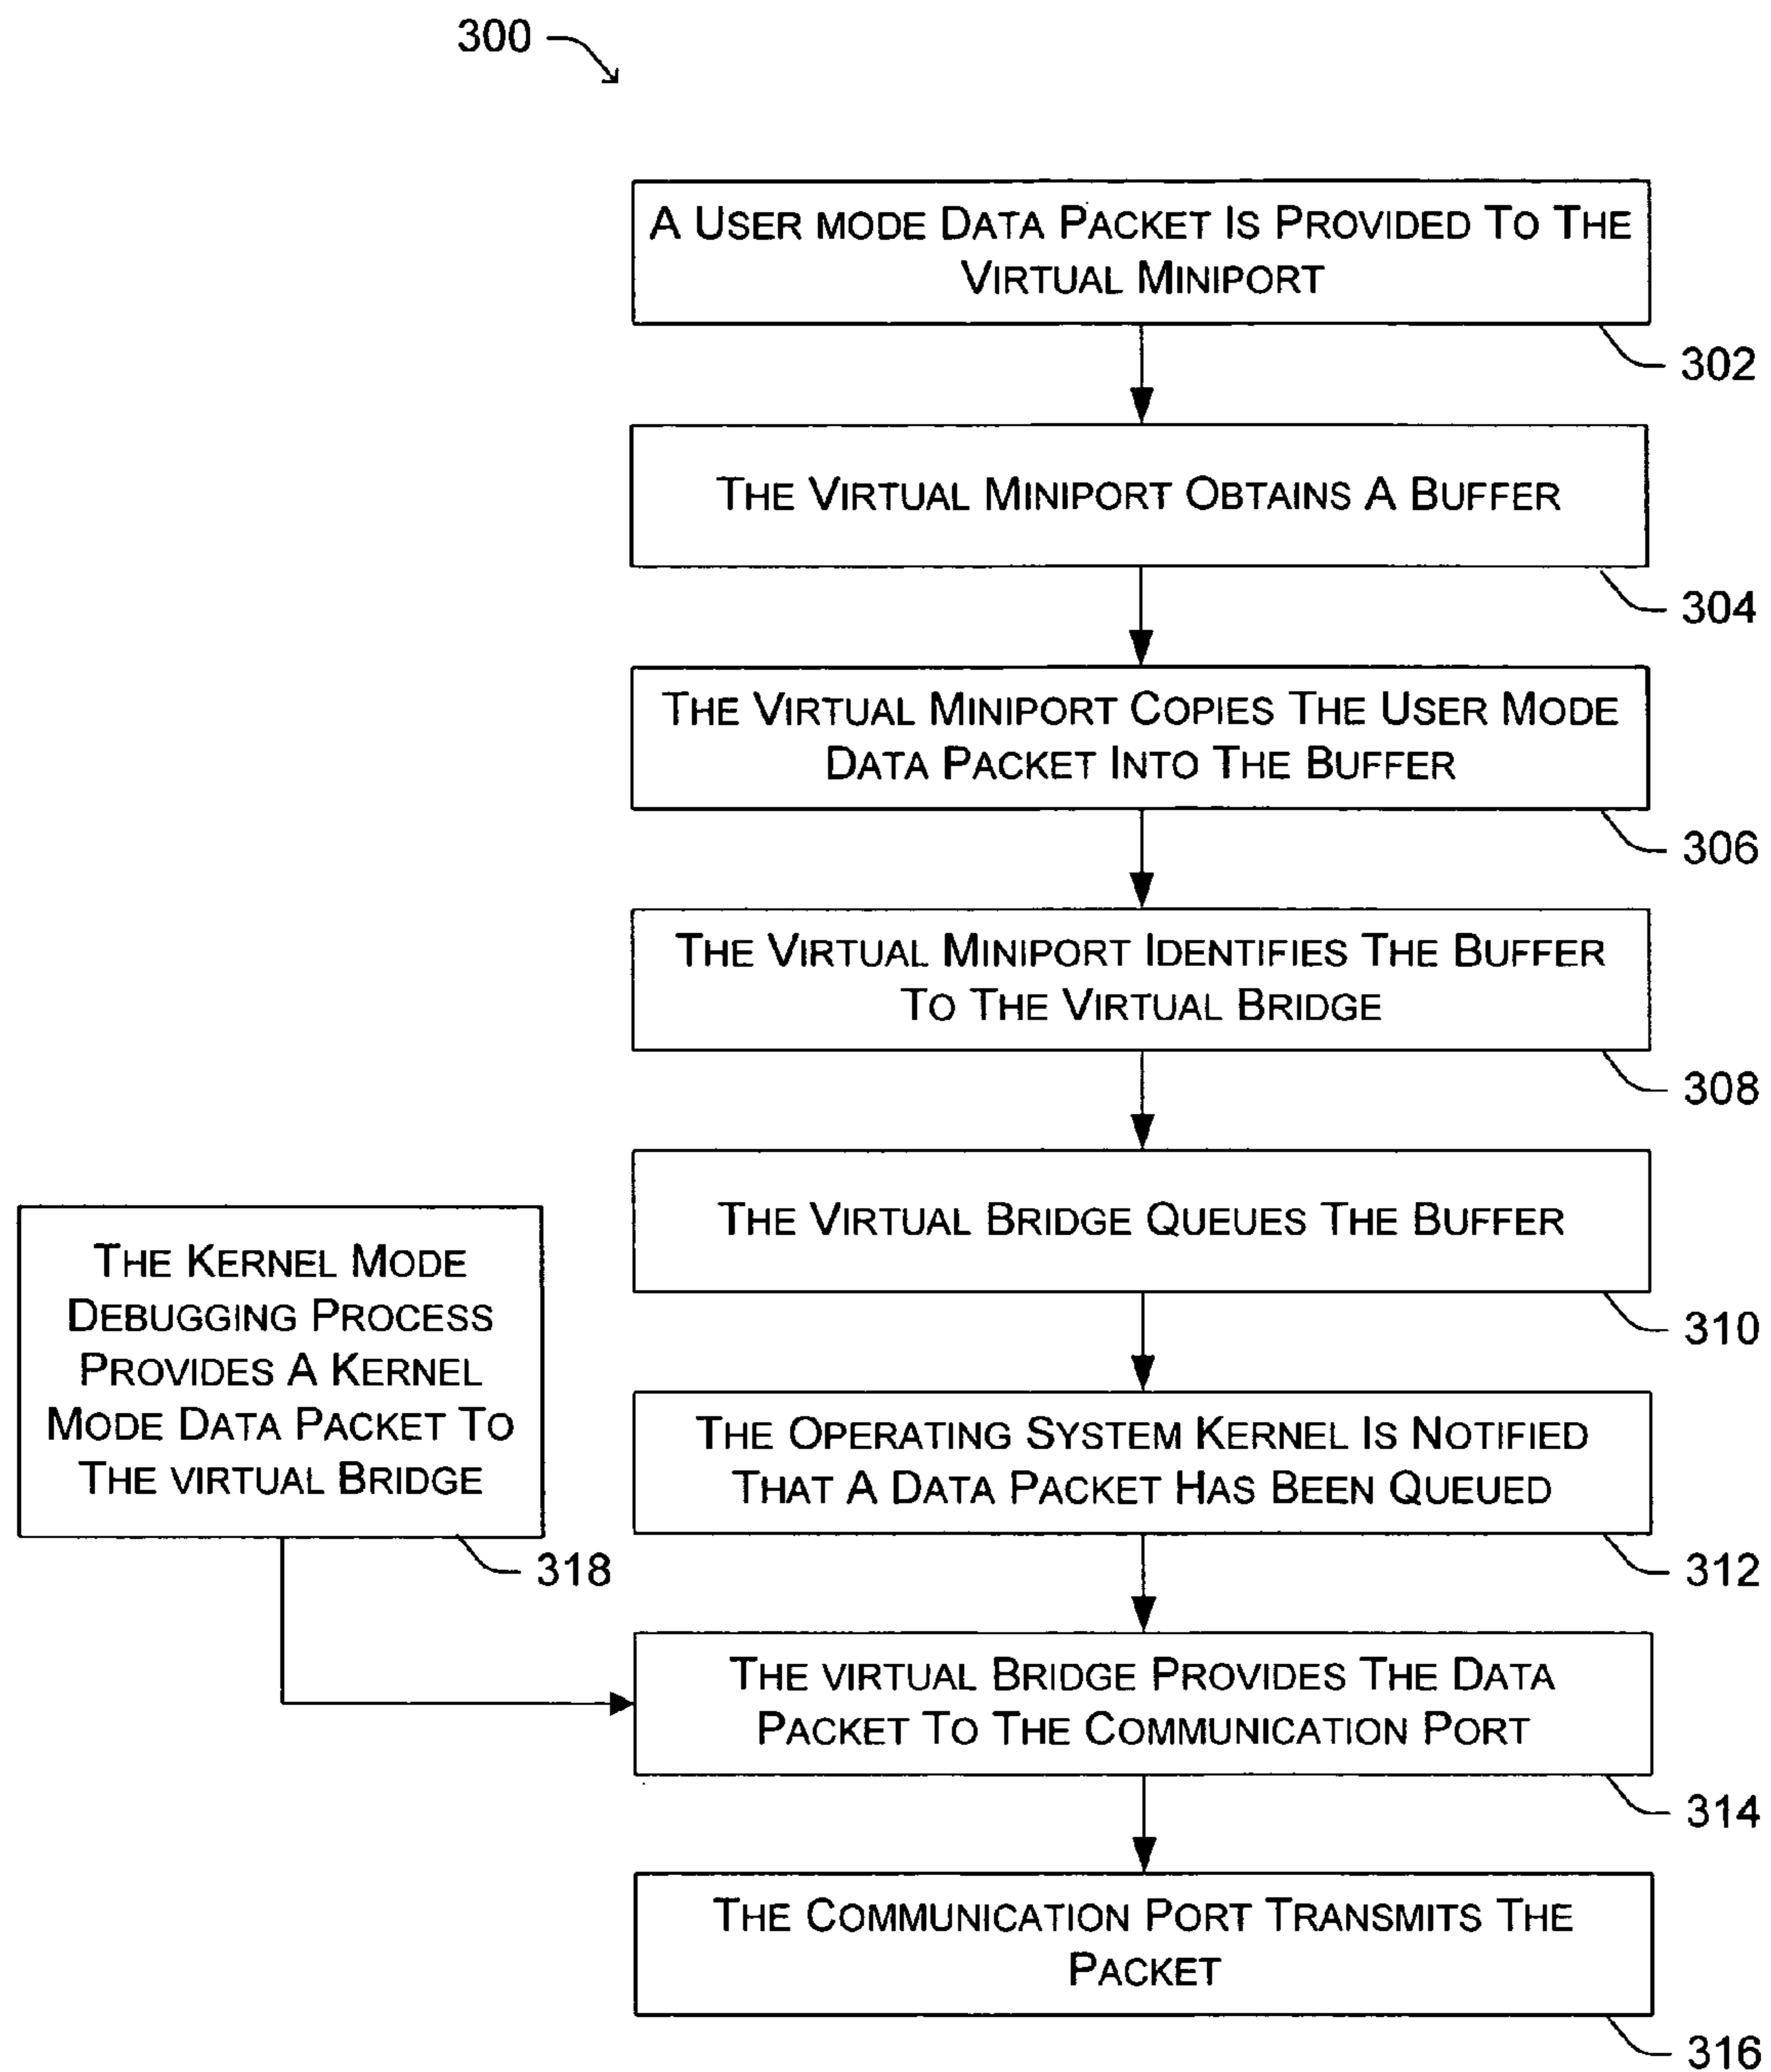 300
A USER MODE DATA PACKET IS PROVIDED TO THE
VIRTUAL MINIPORT
302
THE VIRTUAL MINIPORT OBTAINS A BUFFER
304
THE VIRTUAL MINIPORT COPIES THE USER MODE
DATA PACKET INTO THE BUFFER
306
THE VIRTUAL MINIPORT IDENTIFIES THE BUFFER
TO THE VIRTUAL BRIDGE
308
THE VIRTUAL BRIDGE QUEUES THE BUFFER
310
THE KERNEL MODE
DEBUGGING PROCESS
PROVIDES A KERNEL
MODE DATA PACKET TO
THE VIRTUAL BRIDGE
318
THE OPERATING SYSTEM KERNEL IS NOTIFIED
THAT A DATA PACKET HAS BEEN QUEUED
312
THE VIRTUAL BRIDGE PROVIDES THE DATA
PACKET TO THE COMMUNICATION PORT
314
THE COMMUNICATION PORT TRANSMITS THE
PACKET
316